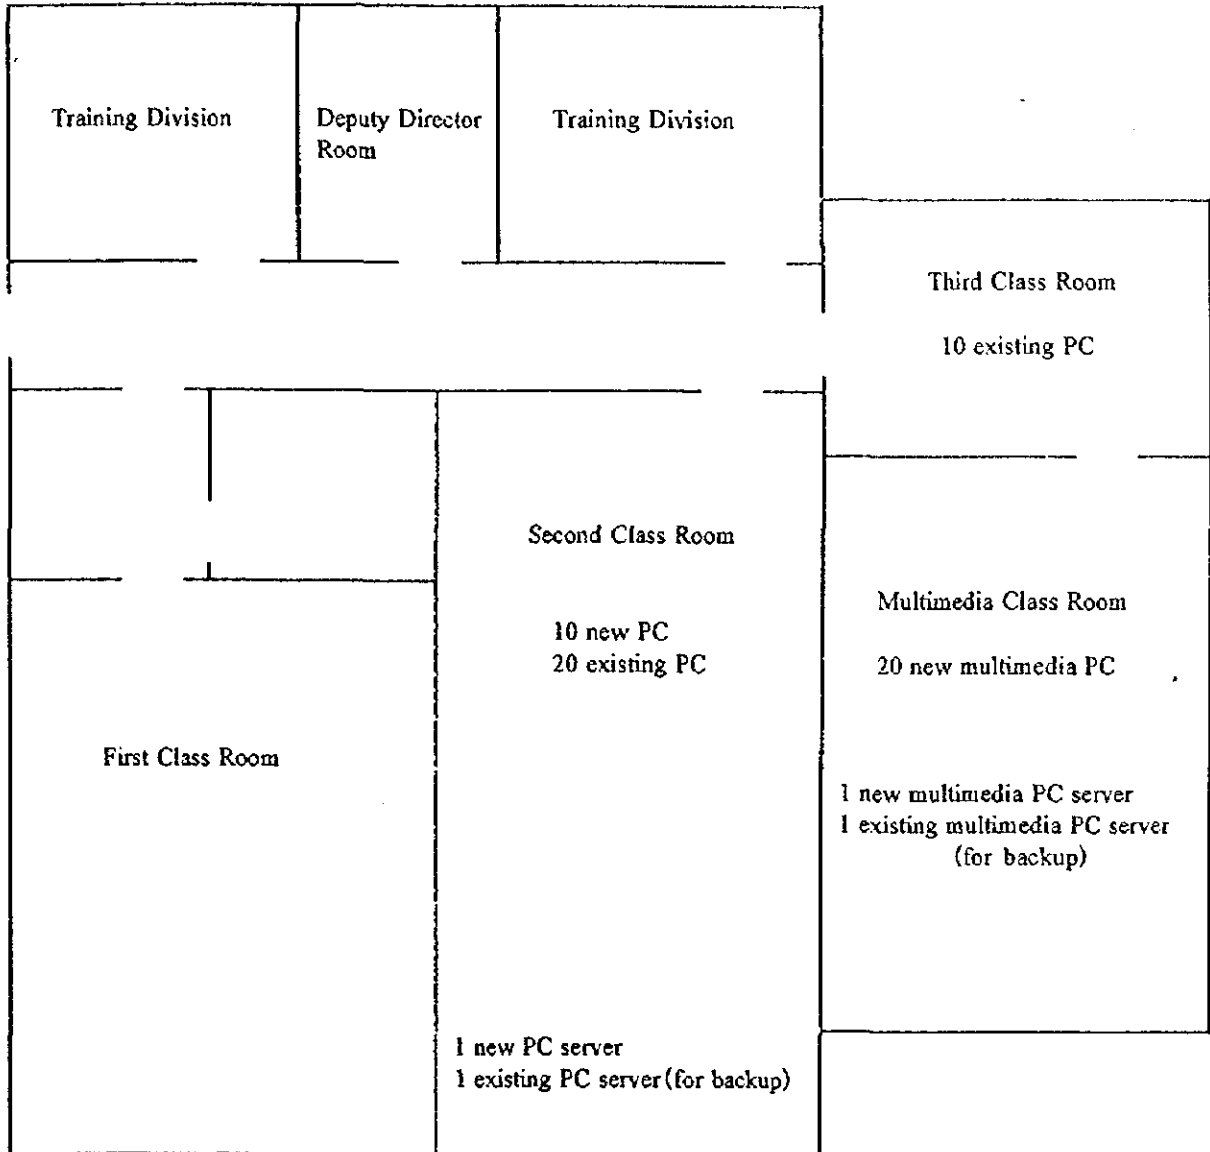 Training Division
Deputy Director
Room
Training Division
Third Class Room
10 existing PC
Second Class Room
10 new PC
20 existing PC
Multimedia Class Room
20 new multimedia PC
First Class Room
1 new multimedia PC server
1 existing multimedia PC server
(for backup)
1 new PC server
1 existing PC server(for backup)